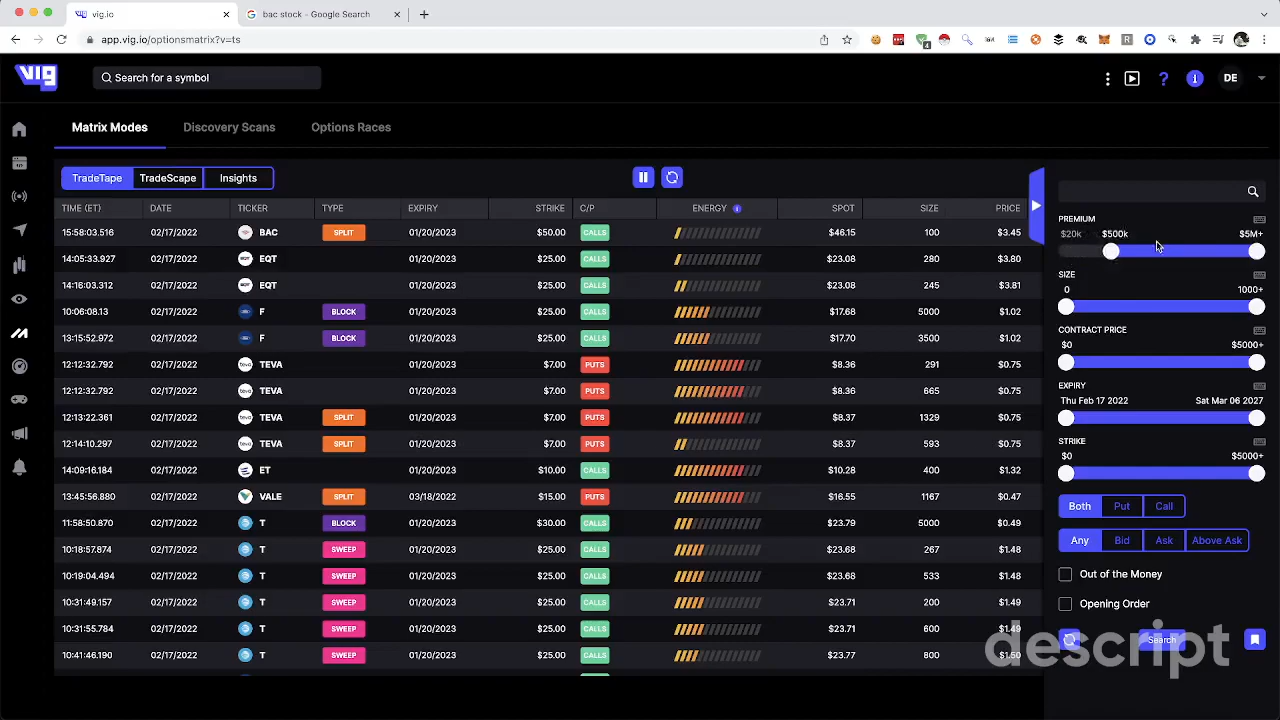 vig.io
bac stock - Google Search
app.vig.io/optionsmatrix?v=ts
vig
Search for a symbol
DE
Matrix Modes Discovery Scans Options Races
TradeTape TradeScape Insights
TIME (ET) DATE TICKER TYPE EXPIRY STRIKE C/P ENERGY SPOT SIZE PRICE
15:58:03.516 02/17/2022 BAC SPLIT 01/20/2023 $50.00 CALLS $46.15 100 $3.45
14:05:33.927 02/17/2022 EQT 01/20/2023 $25.00 CALLS $23.08 280 $3.80
14:18:03.312 02/17/2022 EQT 01/20/2023 $25.00 CALLS $23.08 245 $3.81
10:06:08.13 02/17/2022 F BLOCK 01/20/2023 $25.00 CALLS $17.68 5000 $1.02
13:15:52.972 02/17/2022 F BLOCK 01/20/2023 $25.00 CALLS $17.70 3500 $1.02
12:12:32.792 02/17/2022 TEVA 01/20/2023 $7.00 PUTS $8.36 291 $0.75
12:12:32.792 02/17/2022 TEVA 01/20/2023 $7.00 PUTS $8.36 665 $0.75
12:13:22.361 02/17/2022 TEVA SPLIT 01/20/2023 $7.00 PUTS $8.37 1329 $0.75
12:14:10.297 02/17/2022 TEVA SPLIT 01/20/2023 $7.00 PUTS $8.37 593 $0.75
14:09:16.184 02/17/2022 ET 01/20/2023 $10.00 CALLS $10.28 400 $1.32
13:45:56.880 02/17/2022 VALE SPLIT 03/18/2022 $15.00 PUTS $16.55 1167 $0.47
11:58:50.870 02/17/2022 T BLOCK 01/20/2023 $30.00 CALLS $23.79 5000 $0.49
10:18:57.874 02/17/2022 T SWEEP 01/20/2023 $25.00 CALLS $23.68 267 $1.48
10:19:04.494 02/17/2022 T SWEEP 01/20/2023 $25.00 CALLS $23.68 533 $1.48
10:31:49.157 02/17/2022 T SWEEP 01/20/2023 $25.00 CALLS $23.71 200 $1.49
10:31:55.784 02/17/2022 T SWEEP 01/20/2023 $25.00 CALLS $23.71 600 $1.49
10:41:46.190 02/17/2022 T SWEEP 01/20/2023 $25.00 CALLS $23.77 800 $1.50
PREMIUM
$20k $500k $5M+
SIZE
0 1000+
CONTRACT PRICE
$0 $5000+
EXPIRY
Thu Feb 17 2022 Sat Mar 06 2027
STRIKE
$0 $5000+
Both Put Call
Any Bid Ask Above Ask
Out of the Money
Opening Order
Search
descript